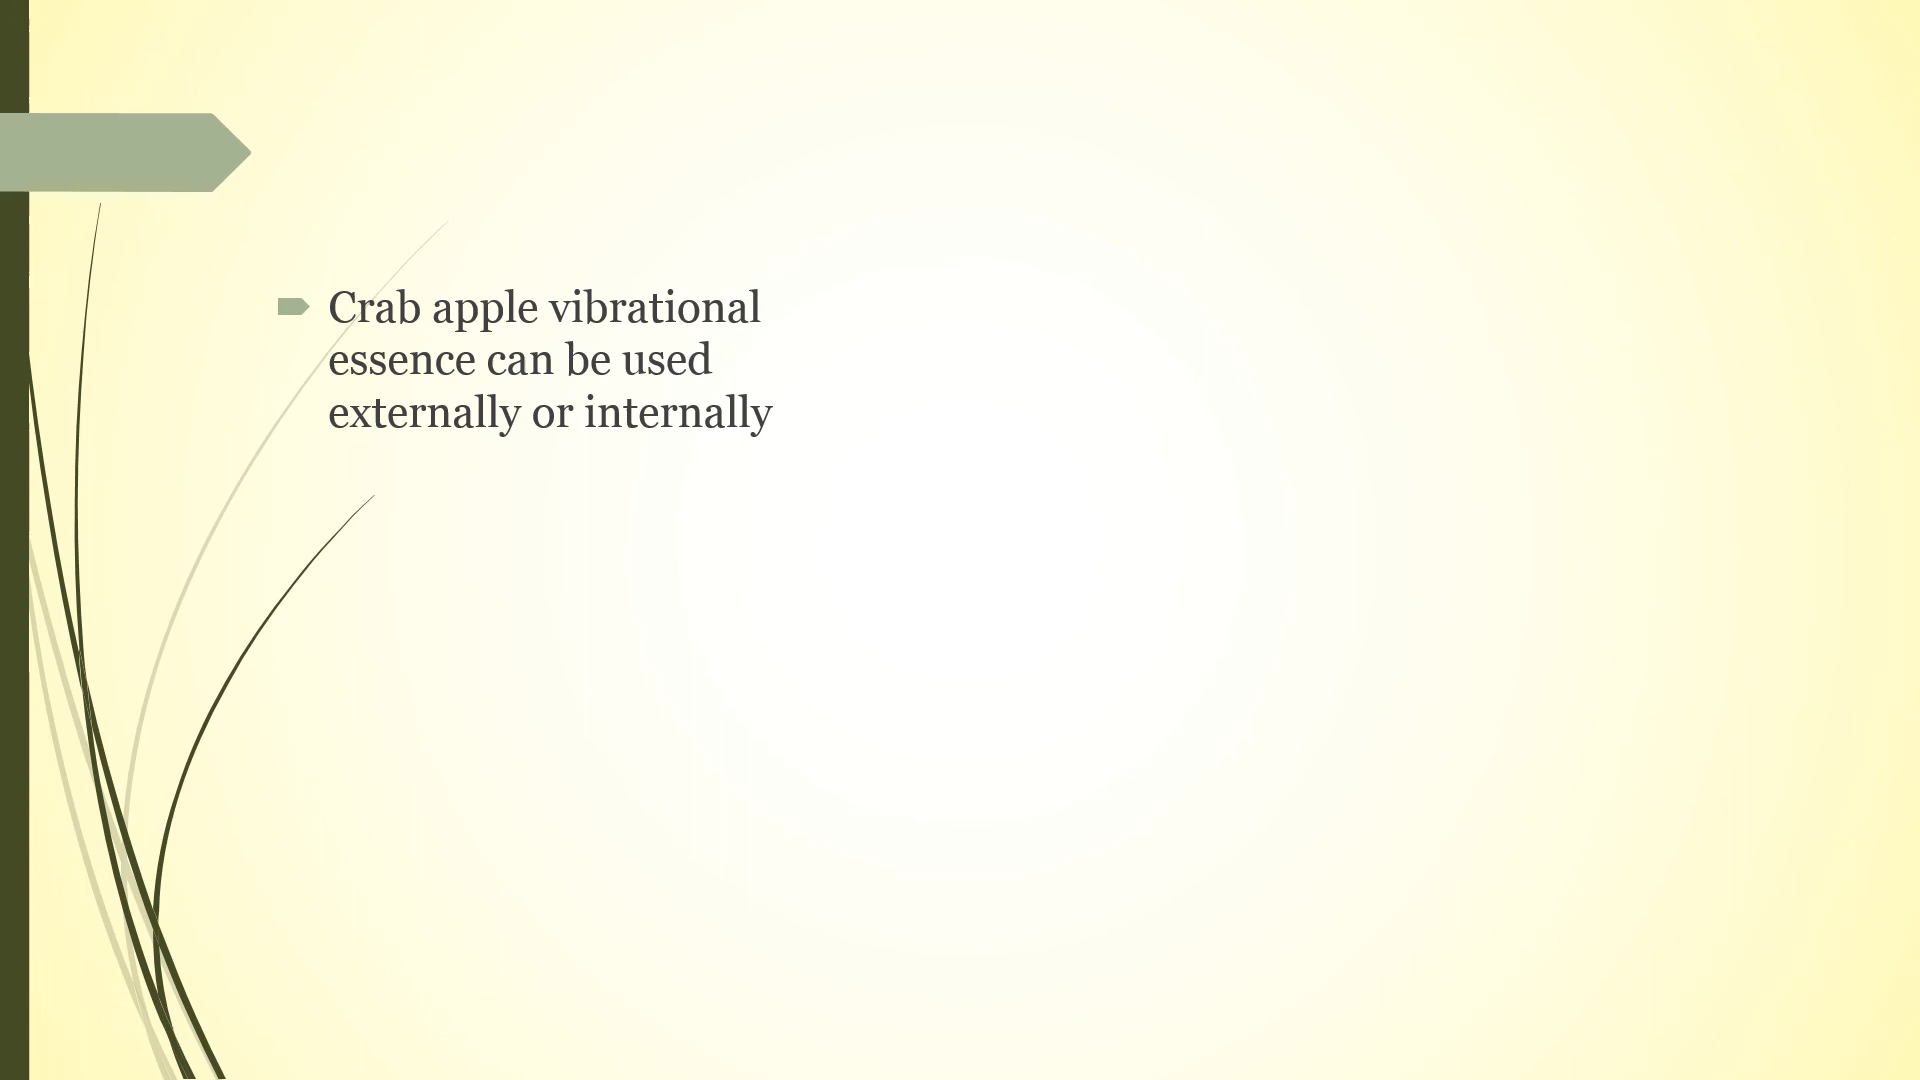 Crab apple vibrational
essence can be used
externally or internally